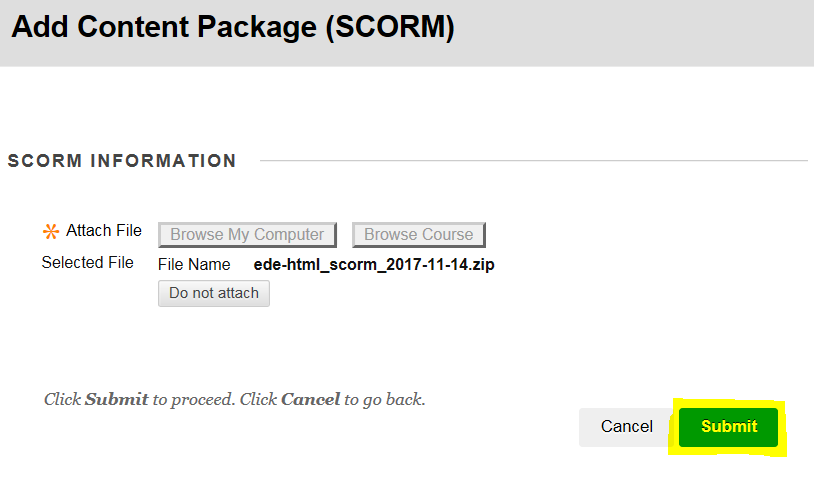 Add Content Package (SCORM)
SCORM INFORMATION
Attach File Browse My Computer Browse Course
Selected File File Name ede-html_scorm_2017-11-14.zip
Do not attach
Click Submit to proceed. Click Cancel to go back.
Cancel Submit